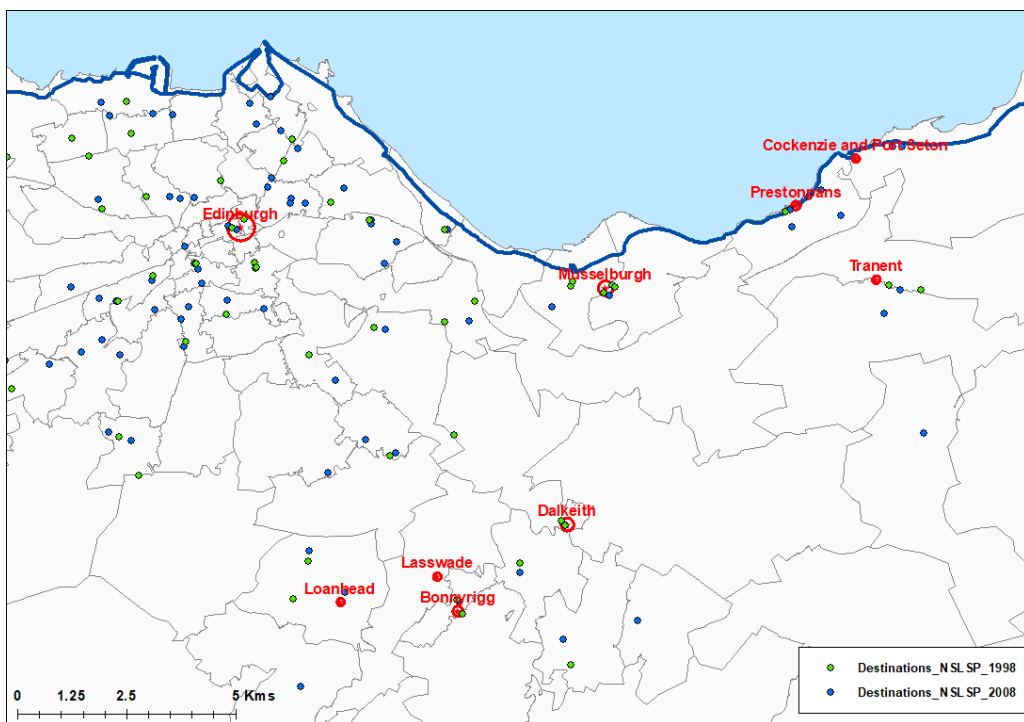 Cockenzie and Port Seton
Prestonpans
Edinburgh
Tranent
Musselburgh
Dalkeith
Lasswade
Loanhead
Bonnyrigg
Destinations_NSLSP_1998
Destinations_NSLSP_2008
0 1.25 2.5 5 Kms